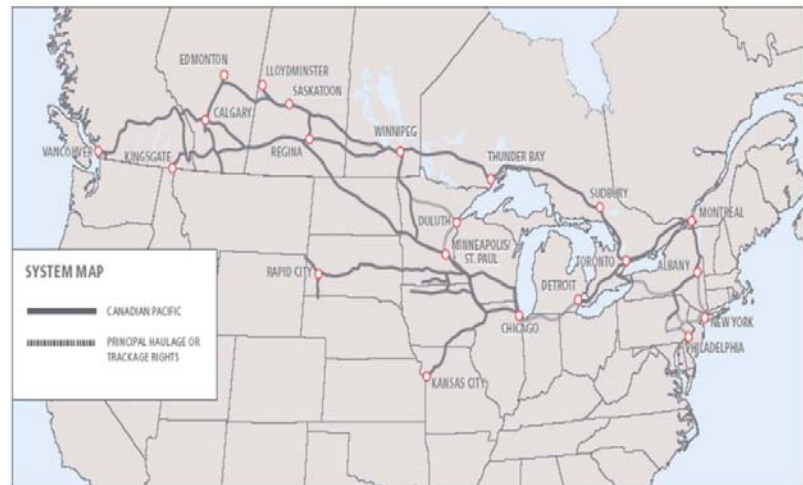 EDMONTON
LLOYDMINSTER
SASKATOON
CALGARY
WINNIPEG
VANCOUVER
KINGSGATE
REGINA
THUNDER BAY
SUDBURY
MONTREAL
DULUTH
MINNEAPOLIS/
ST. PAUL
TORONTO
ALBANY
RAPID CITY
DETROIT
CHICAGO
NEW YORK
PHILADELPHIA
KANSAS CITY
SYSTEM MAP
CANADIAN PACIFIC
PRINCIPAL HAULAGE OR
TRACKAGE RIGHTS